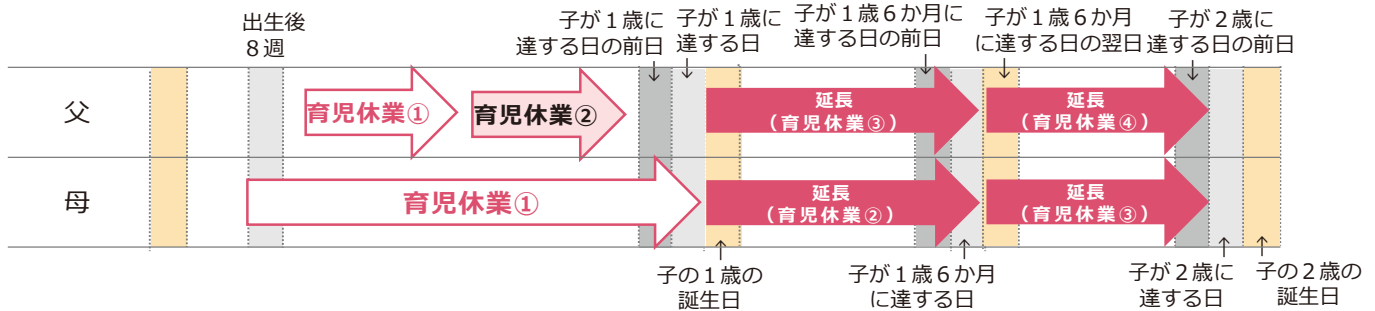 出生後
８週
子が１歳に
達する日の前日
子が１歳に
達する日
子が１歳６か月に
達する日の前日
子が１歳６か月
に達する日の翌日
子が２歳に
達する日の前日
父
育児休業①
育児休業②
延長
（育児休業③）
延長
（育児休業④）
母
育児休業①
延長
（育児休業②）
延長
（育児休業③）
子の１歳の
誕生日
子が１歳６か月
に達する日
子が２歳に
達する日
子の２歳の
誕生日